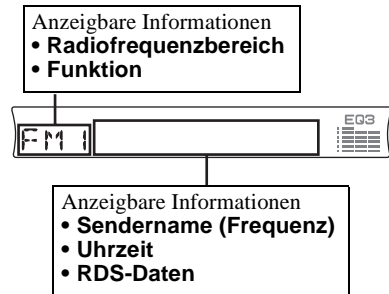 Anzeigbare Informationen
• Radiofrequenzbereich
• Funktion
EQ3
FM1
Anzeigbare Informationen
• Sendername (Frequenz)
• Uhrzeit
• RDS-Daten